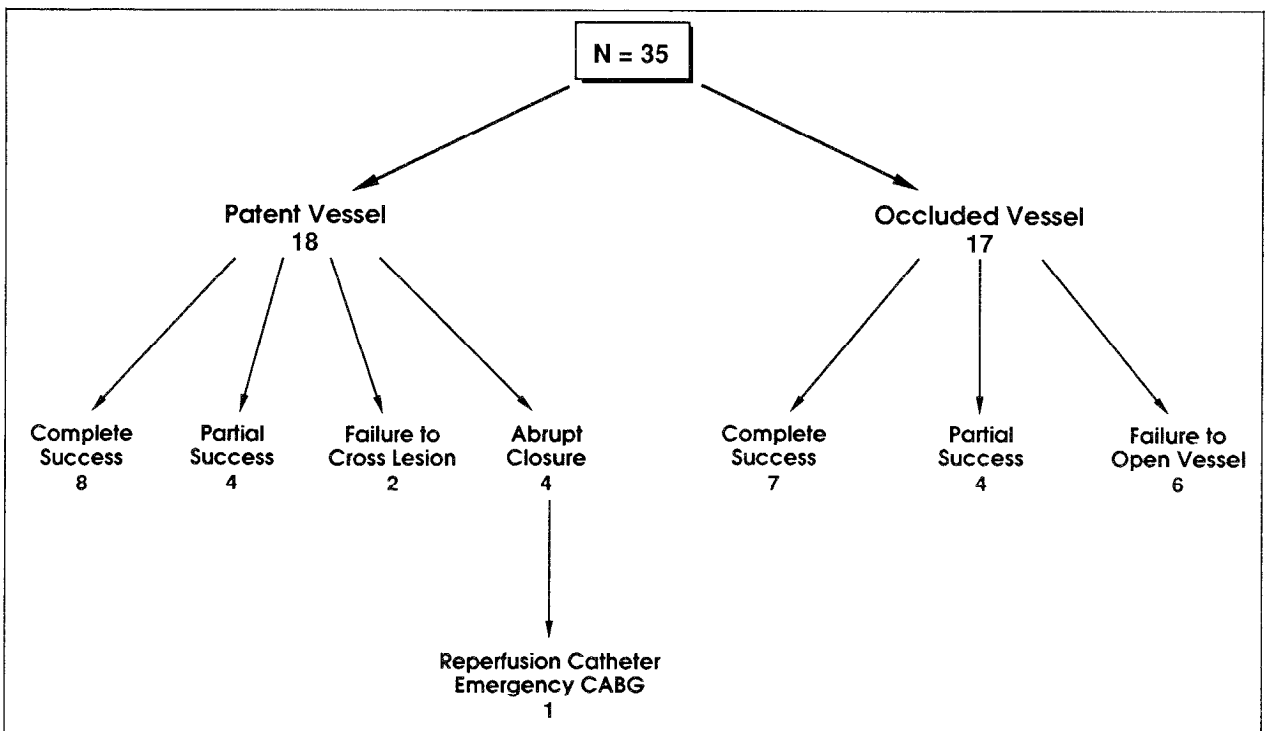 N = 35
Patent Vessel
18
Occluded Vessel
17
Complete
Success
8
Partial
Success
4
Failure to
Cross Lesion
2
Abrupt
Closure
4
Complete
Success
7
Partial
Success
4
Failure to
Open Vessel
6
Reperfusion Catheter
Emergency CABG
1